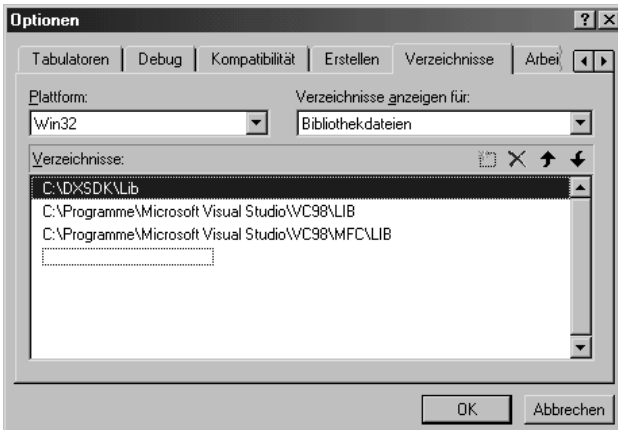 Optionen
Tabulatoren Debug Kompatibilität Erstellen Verzeichnisse Arbei
Plattform: Verzeichnisse anzeigen für:
Win32 Bibliothekdateien
Verzeichnisse:
C:\DXSDK\Lib
C:\Programme\Microsoft Visual Studio\VC98\LIB
C:\Programme\Microsoft Visual Studio\VC98\MFC\LIB
OK Abbrechen